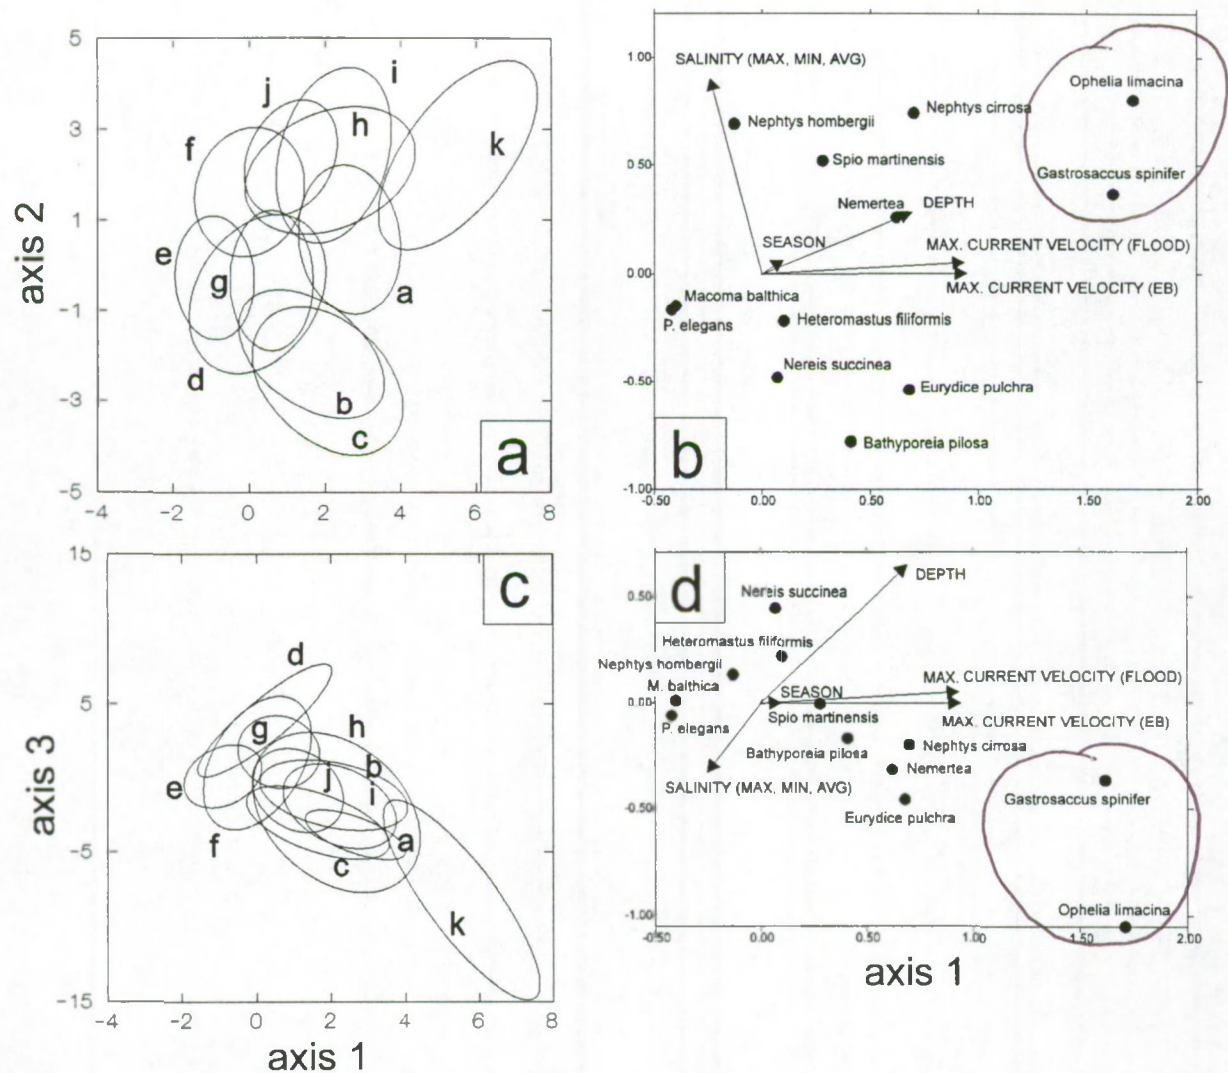 5
3
1
-1
-3
-5
-4 -2 0 2 4 6 8
axis 2
f j i h k e g a d b c
a
1.00
0.50
0.00
-0.50
-1.00
-0.50 0.00 0.50 1.00 1.50 2.00
SALINITY (MAX, MIN, AVG)
Ophelia limacina
Nephtys cirrosa
Nephtys hombergii
Spio martinensis
Gastrosaccus spinifer
Nemertea
DEPTH
SEASON
MAX. CURRENT VELOCITY (FLOOD)
MAX. CURRENT VELOCITY (EB)
Macoma balthica
P. elegans
Heteromastus filiformis
Nereis succinea
Eurydice pulchra
Bathyporeia pilosa
b
15
5
-5
-15
-4 -2 0 2 4 6 8
axis 3
axis 1
d g h e j b i f c a k
c
0.50
0.00
-0.50
-1.00
-0.50 0.00 0.50 1.00 1.50 2.00
d
DEPTH
Nereis succinea
Heteromastus filiformis
Nephtys hombergii
M. balthica
SEASON
MAX. CURRENT VELOCITY (FLOOD)
P. elegans
Spio martinensis
MAX. CURRENT VELOCITY (EB)
Bathyporeia pilosa
Nephtys cirrosa
Nemertea
SALINITY (MAX, MIN, AVG)
Gastrosaccus spinifer
Eurydice pulchra
Ophelia limacina
axis 1